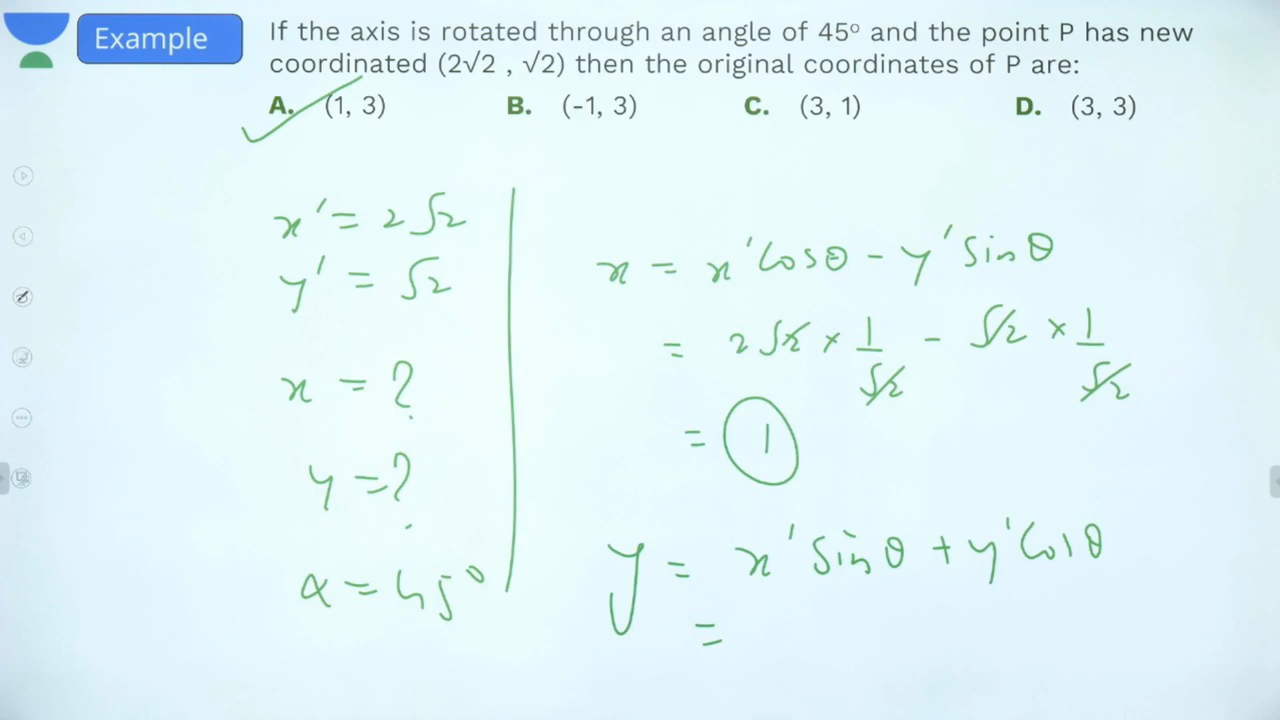 Example
If the axis is rotated through an angle of 45° and the point P has new
coordinated (2√2 , √2) then the original coordinates of P are:
A. (1, 3) B. (-1, 3) C. (3, 1) D. (3, 3)
x' = 2√2
y' = √2
x = ?
y = ?
α = 45°
x = x' cosθ - y' sinθ
= 2√2 × 1/√2 - √2 × 1/√2
= 1
y = x' sinθ + y' cosθ
=